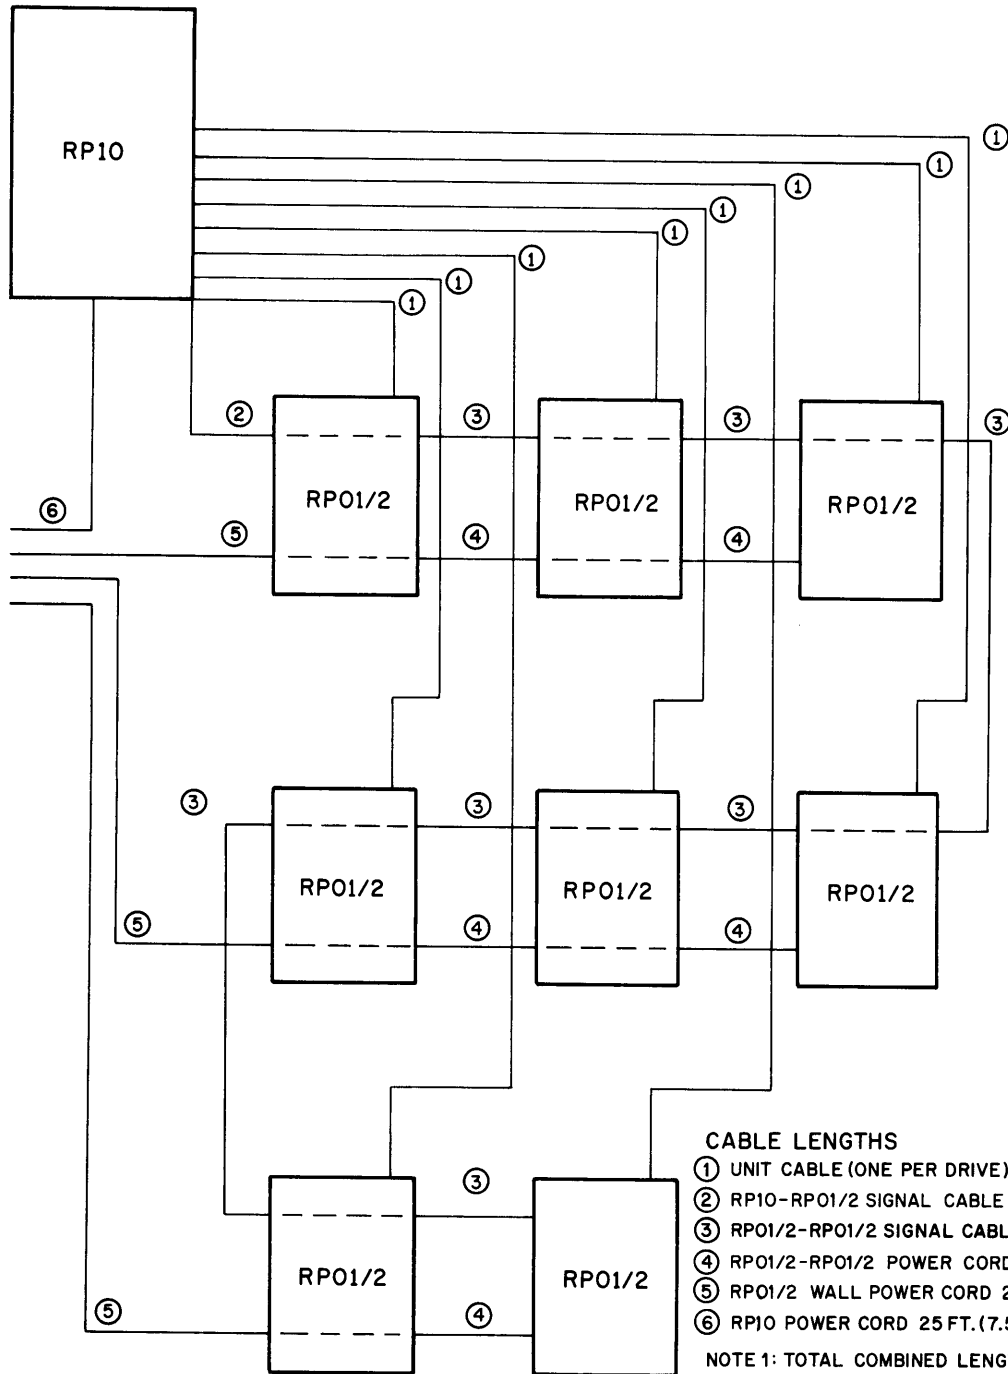 ①
RP10
①
①
①
①
①
①
①
② ③ ③ ③
RP01/2 RP01/2 RP01/2
⑥
⑤ ④ ④
③ ③ ③
RP01/2 RP01/2 RP01/2
⑤ ④ ④
③
RP01/2 RP01/2
⑤ ④
CABLE LENGTHS
① UNIT CABLE (ONE PER DRIVE)
② RP10-RP01/2 SIGNAL CABLE
③ RP01/2-RP01/2 SIGNAL CABL
④ RP01/2-RP01/2 POWER CORD
⑤ RP01/2 WALL POWER CORD 2
⑥ RP10 POWER CORD 25 FT.(7.5
NOTE 1: TOTAL COMBINED LENG